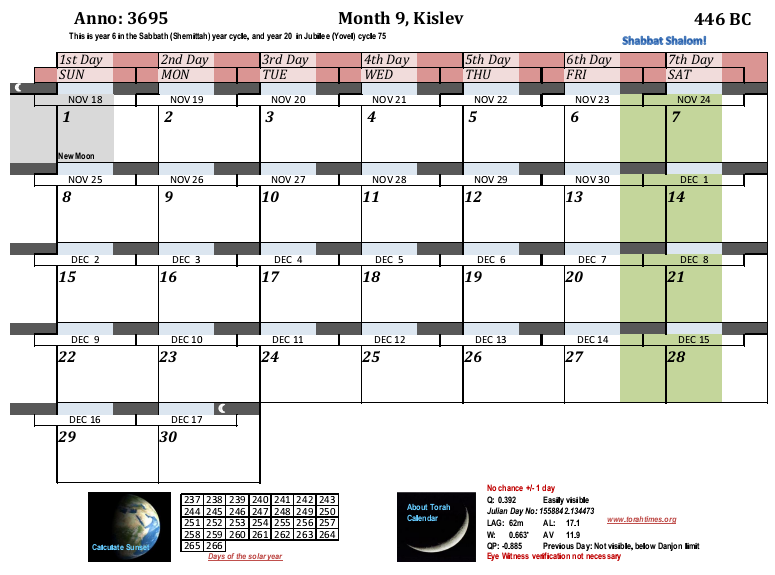 Anno: 3695 Month 9, Kislev 446 BC
This is year 6 in the Sabbath (Shemittah) year cycle, and year 20 in Jubilee (Yovel) cycle 75
Shabbat Shalom!
1st Day 2nd Day 3rd Day 4th Day 5th Day 6th Day 7th Day
SUN MON TUE WED THU FRI SAT
NOV 18 NOV 19 NOV 20 NOV 21 NOV 22 NOV 23 NOV 24
1 2 3 4 5 6 7
New Moon
NOV 25 NOV 26 NOV 27 NOV 28 NOV 29 NOV 30 DEC 1
8 9 10 11 12 13 14
DEC 2 DEC 3 DEC 4 DEC 5 DEC 6 DEC 7 DEC 8
15 16 17 18 19 20 21
DEC 9 DEC 10 DEC 11 DEC 12 DEC 13 DEC 14 DEC 15
22 23 24 25 26 27 28
DEC 16 DEC 17
29 30
Calculate Sunset
237 238 239 240 241 242 243
244 245 246 247 248 249 250
251 252 253 254 255 256 257
258 259 260 261 262 263 264
265 266
Days of the solar year
About Torah
Calendar
No chance +/- 1 day
Q: 0.392 Easily visible
Julian Day No: 1558842.134473
LAG: 62m AL: 17.1
W: 0.663' AV 11.9
QP: -0.885 Previous Day: Not visible, below Danjon limit
Eye Witness verification not necessary
www.torahtimes.org